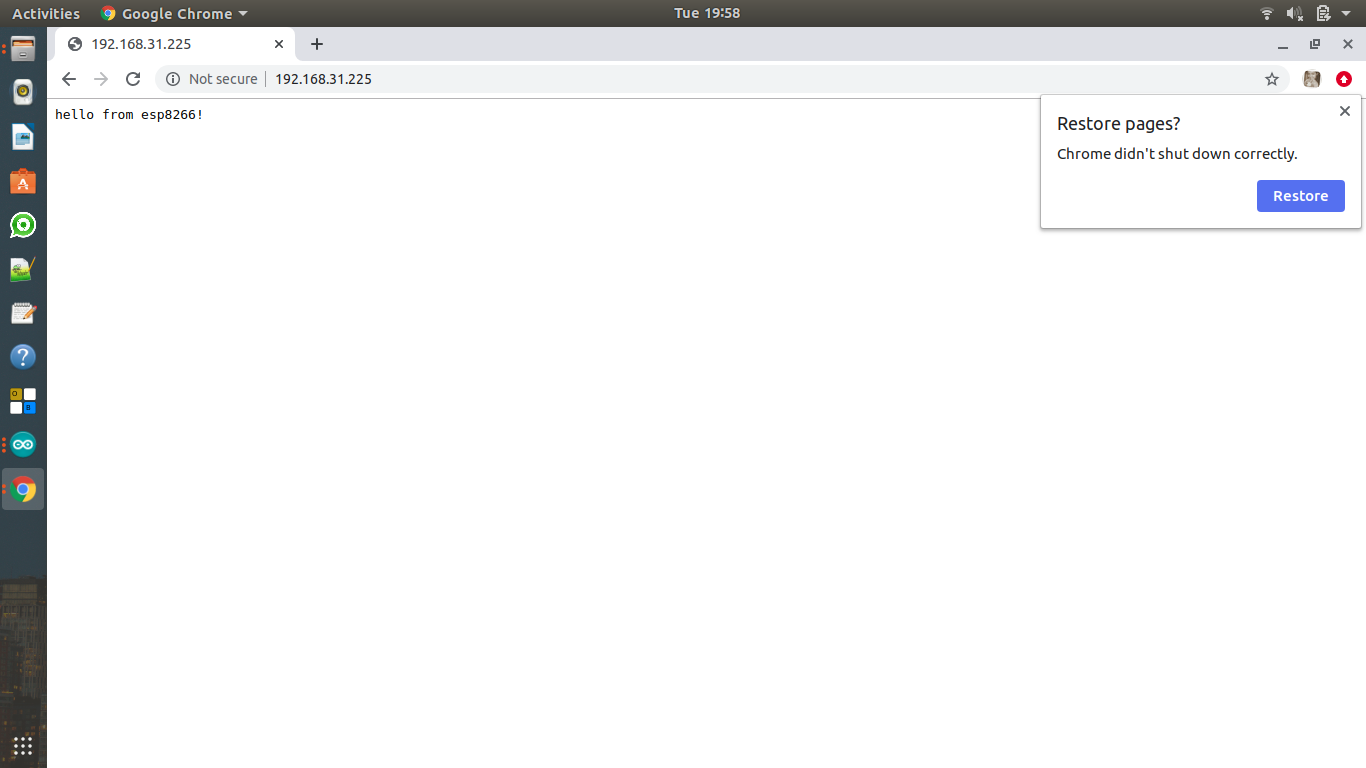 Activities
Google Chrome
Tue 19:58
192.168.31.225
Not secure
192.168.31.225
hello from esp8266!
Restore pages?
Chrome didn't shut down correctly.
Restore